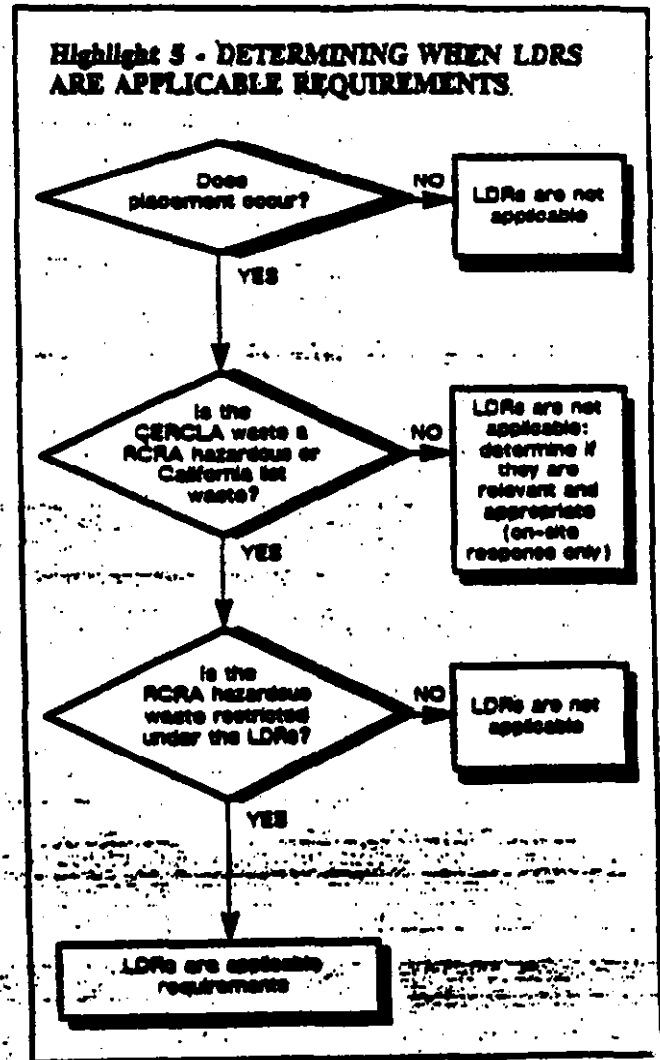 Highlight 5 - DETERMINING WHEN LDRS
ARE APPLICABLE REQUIREMENTS
Does
placement occur?
NO
LDRs are not
applicable
YES
Is the
CERCLA waste a
RCRA hazardous or
California list
waste?
NO
LDRs are not
applicable:
determine if
they are
relevant and
appropriate
(on-site
response only)
YES
Is the
RCRA hazardous
waste restricted
under the LDRs?
NO
LDRs are not
applicable
YES
LDRs are applicable
requirements